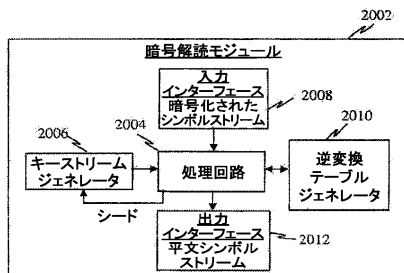 2002
暗号解読モジュール
入力
インターフェース
暗号化された
シンボルストリーム
2008
2010
2006
2004
キーストリーム
ジェネレータ
処理回路
逆変換
テーブル
ジェネレータ
シード
出力
インターフェース
平文シンボル
ストリーム
2012